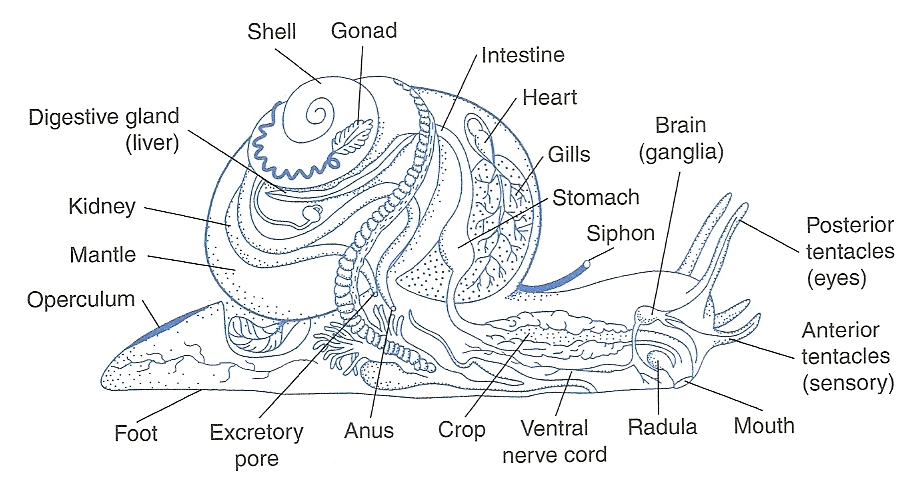 Shell
Gonad
Intestine
Digestive gland
(liver)
Heart
Brain
(ganglia)
Gills
Kidney
Stomach
Siphon
Posterior
tentacles
(eyes)
Mantle
Operculum
Anterior
tentacles
(sensory)
Foot
Excretory
pore
Anus
Crop
Ventral
nerve cord
Radula
Mouth